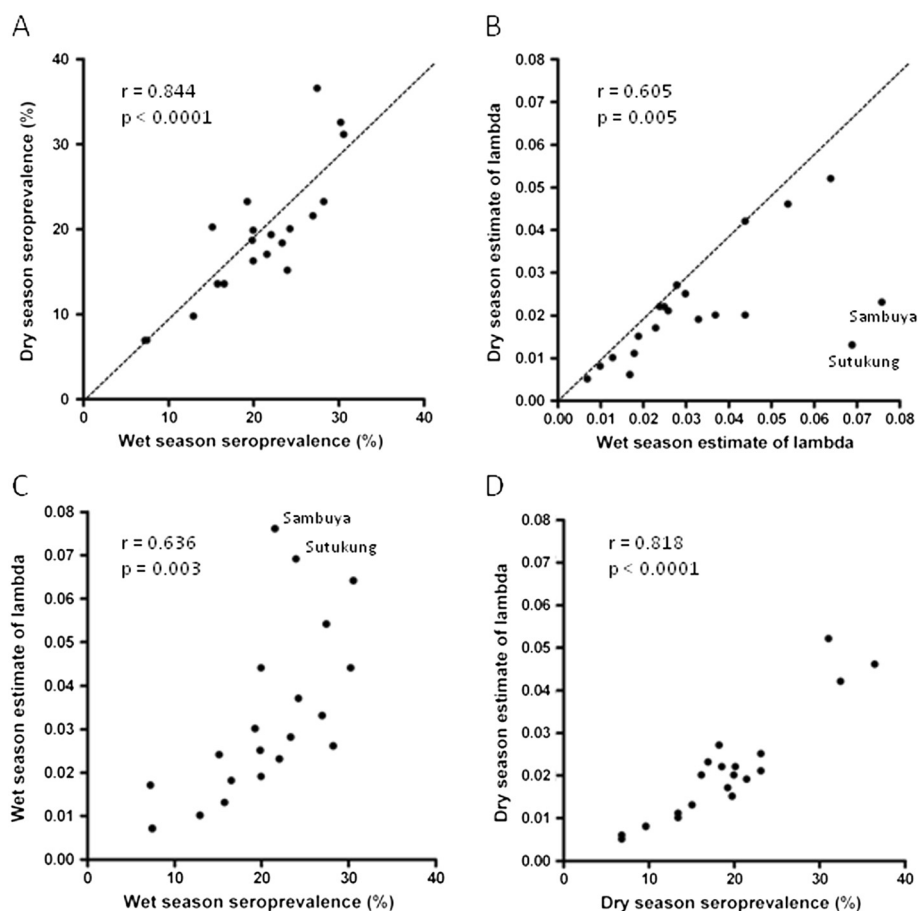 A
Dry season seroprevalence (%)
40
30
20
10
0
r = 0.844
p < 0.0001
0 10 20 30 40
Wet season seroprevalence (%)
B
Dry season estimate of lambda
0.08
0.07
0.06
0.05
0.04
0.03
0.02
0.01
0.00
r = 0.605
p = 0.005
Sambuya
Sutukung
0.00 0.01 0.02 0.03 0.04 0.05 0.06 0.07 0.08
Wet season estimate of lambda
C
Wet season estimate of lambda
0.08
0.07
0.06
0.05
0.04
0.03
0.02
0.01
0.00
r = 0.636
p = 0.003
Sambuya
Sutukung
0 10 20 30 40
Wet season seroprevalence (%)
D
Dry season estimate of lambda
0.08
0.07
0.06
0.05
0.04
0.03
0.02
0.01
0.00
r = 0.818
p < 0.0001
0 10 20 30 40
Dry season seroprevalence (%)